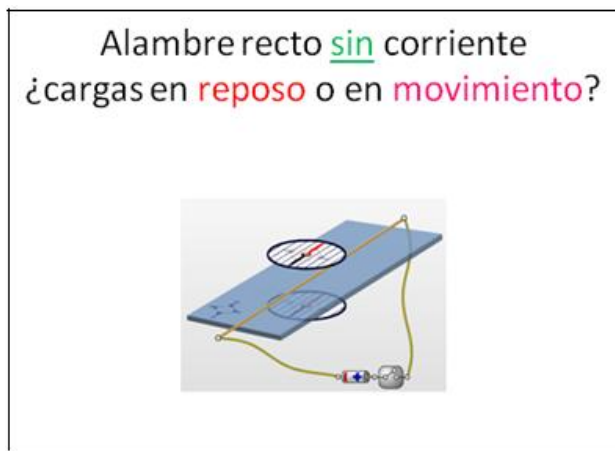 Alambre recto sin corriente
¿cargas en reposo o en movimiento?